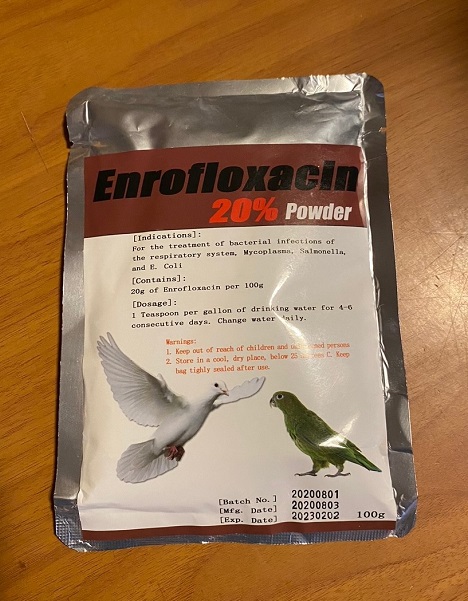 Enrofloxacin
20% Powder
[Indications]:
For the treatment of bacterial infections of
the respiratory system, Mycoplasma, Salmonella,
and E. Coli
[Contains]:
20g of Enrofloxacin per 100g
[Dosage]:
1 Teaspoon per gallon of drinking water for 4-6
consecutive days. Change water daily.
Warnings:
1. Keep out of reach of children and persons
2. Store in a cool, dry place, below 25 C. Keep
bag tighly sealed after use.
[Batch No.] 20200801
[Mfg. Date] 20200803
[Exp. Date] 20230202 100g